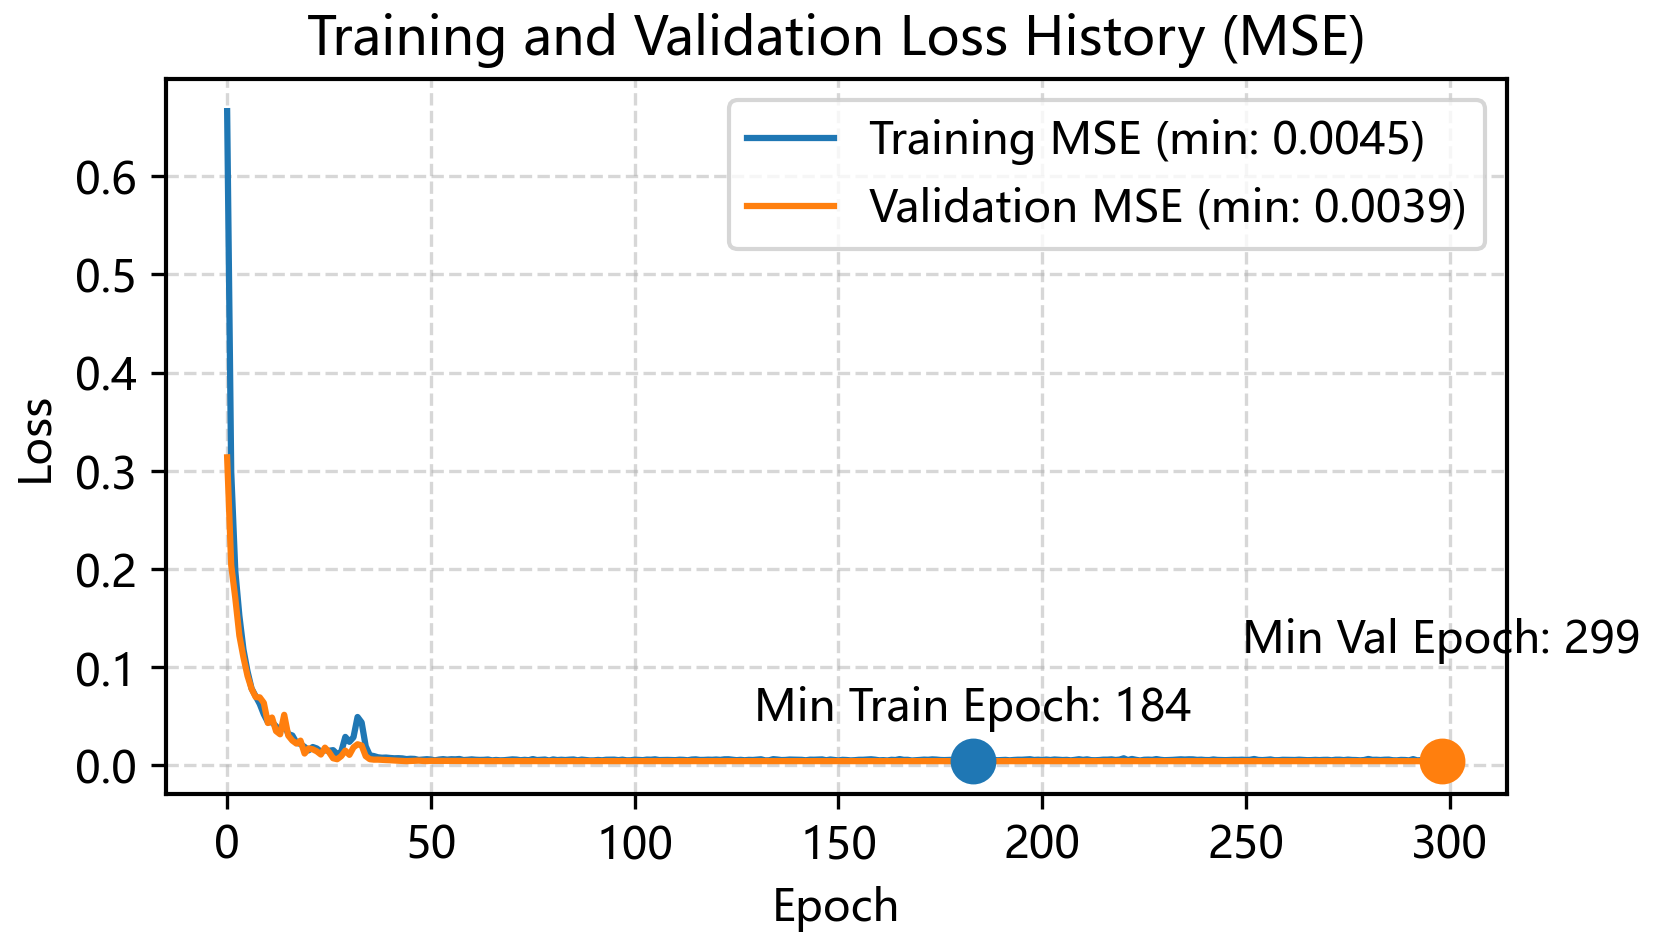 Training and Validation Loss History (MSE)
Training MSE (min: 0.0045)
Validation MSE (min: 0.0039)
0.6
0.5
0.4
0.3
0.2
0.1
0.0
Loss
Min Val Epoch: 299
Min Train Epoch: 184
0 50 100 150 200 250 300
Epoch